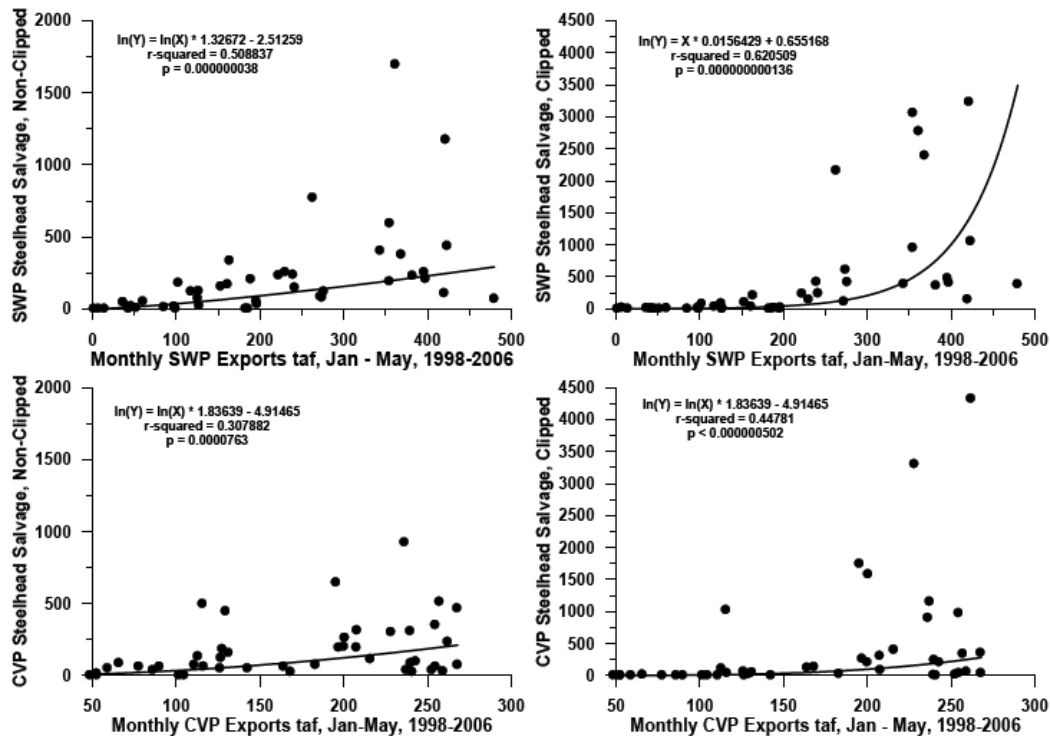 SWP Steelhead Salvage, Non-Clipped
2000
1500
1000
500
0
ln(Y) = ln(X) * 1.32672 - 2.51259
r-squared = 0.508837
p = 0.000000038
0 100 200 300 400 500
Monthly SWP Exports taf, Jan - May, 1998-2006
SWP Steelhead Salvage, Clipped
4500
4000
3500
3000
2500
2000
1500
1000
500
0
ln(Y) = X * 0.0156429 + 0.655168
r-squared = 0.620509
p = 0.000000000136
0 100 200 300 400 500
Monthly SWP Exports taf, Jan-May, 1998-2006
CVP Steelhead Salvage, Non-Clipped
2000
1500
1000
500
0
ln(Y) = ln(X) * 1.83639 - 4.91465
r-squared = 0.307882
p = 0.0000763
50 100 150 200 250 300
Monthly CVP Exports taf, Jan-May, 1998-2006
CVP Steelhead Salvage, Clipped
4500
4000
3500
3000
2500
2000
1500
1000
500
0
ln(Y) = ln(X) * 1.83639 - 4.91465
r-squared = 0.44781
p < 0.000000502
50 100 150 200 250 300
Monthly CVP Exports taf, Jan - May, 1998-2006